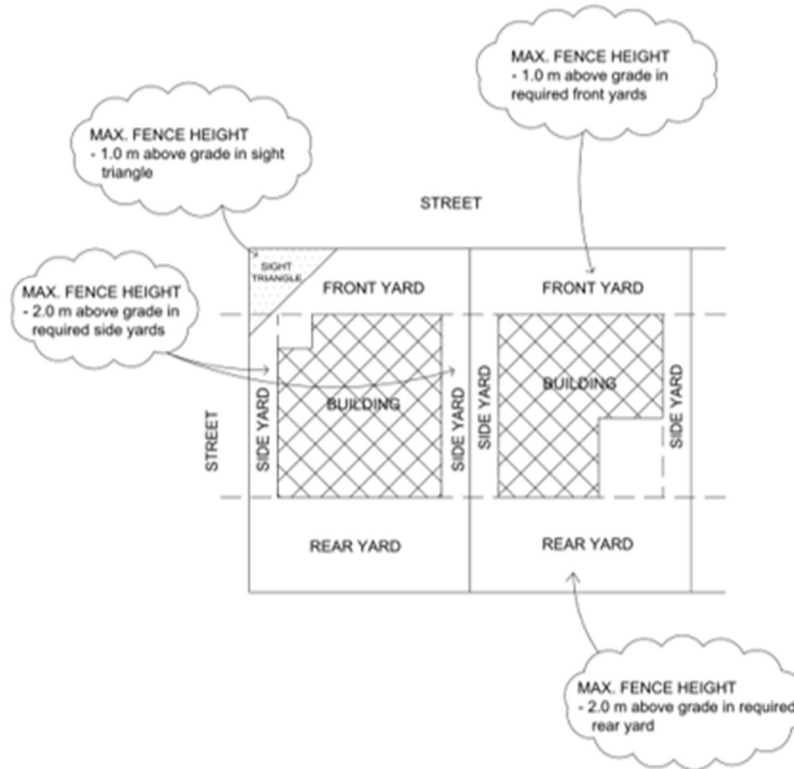 MAX. FENCE HEIGHT
- 1.0 m above grade in
required front yards
MAX. FENCE HEIGHT
- 1.0 m above grade in sight
triangle
STREET
SIGHT
TRIANGLE
FRONT YARD
FRONT YARD
MAX. FENCE HEIGHT
- 2.0 m above grade in
required side yards
BUILDING
BUILDING
STREET
SIDE YARD
SIDE YARD
SIDE YARD
SIDE YARD
REAR YARD
REAR YARD
MAX. FENCE HEIGHT
- 2.0 m above grade in required
rear yard